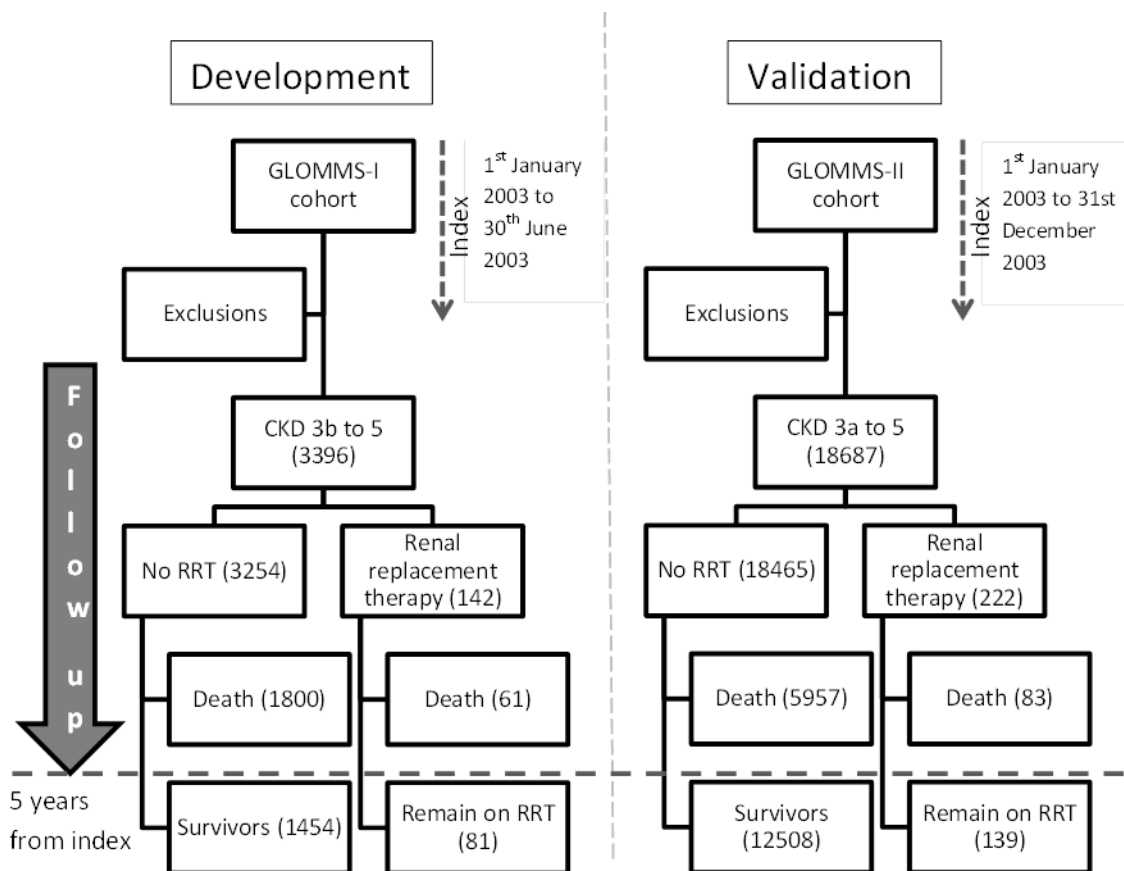 Development
GLOMMS-I
cohort
Index
1st January
2003 to
30th June
2003
Exclusions
Follow up
CKD 3b to 5
(3396)
No RRT (3254)
Renal
replacement
therapy (142)
Death (1800)
Death (61)
5 years
from index
Survivors (1454)
Remain on RRT
(81)
Validation
GLOMMS-II
cohort
Index
1st January
2003 to 31st
December
2003
Exclusions
CKD 3a to 5
(18687)
No RRT (18465)
Renal
replacement
therapy (222)
Death (5957)
Death (83)
Survivors
(12508)
Remain on RRT
(139)